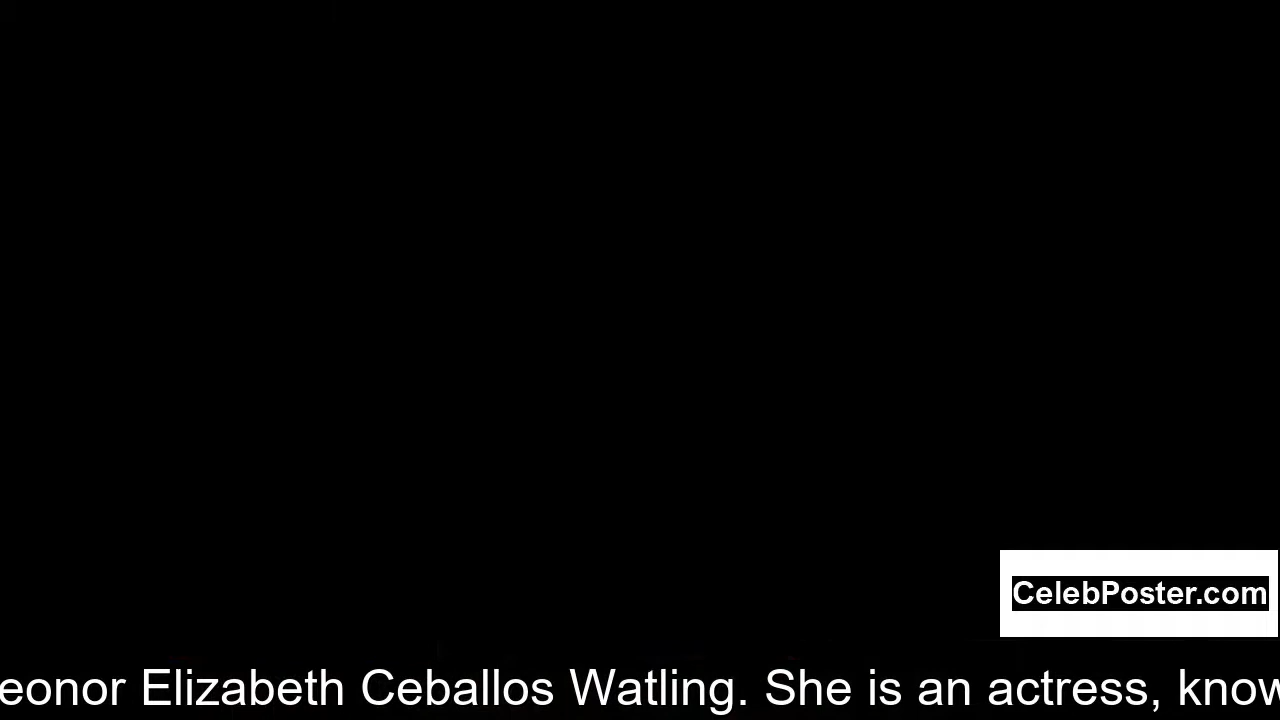 CelebPoster.com
eonor Elizabeth Ceballos Watling. She is an actress, know